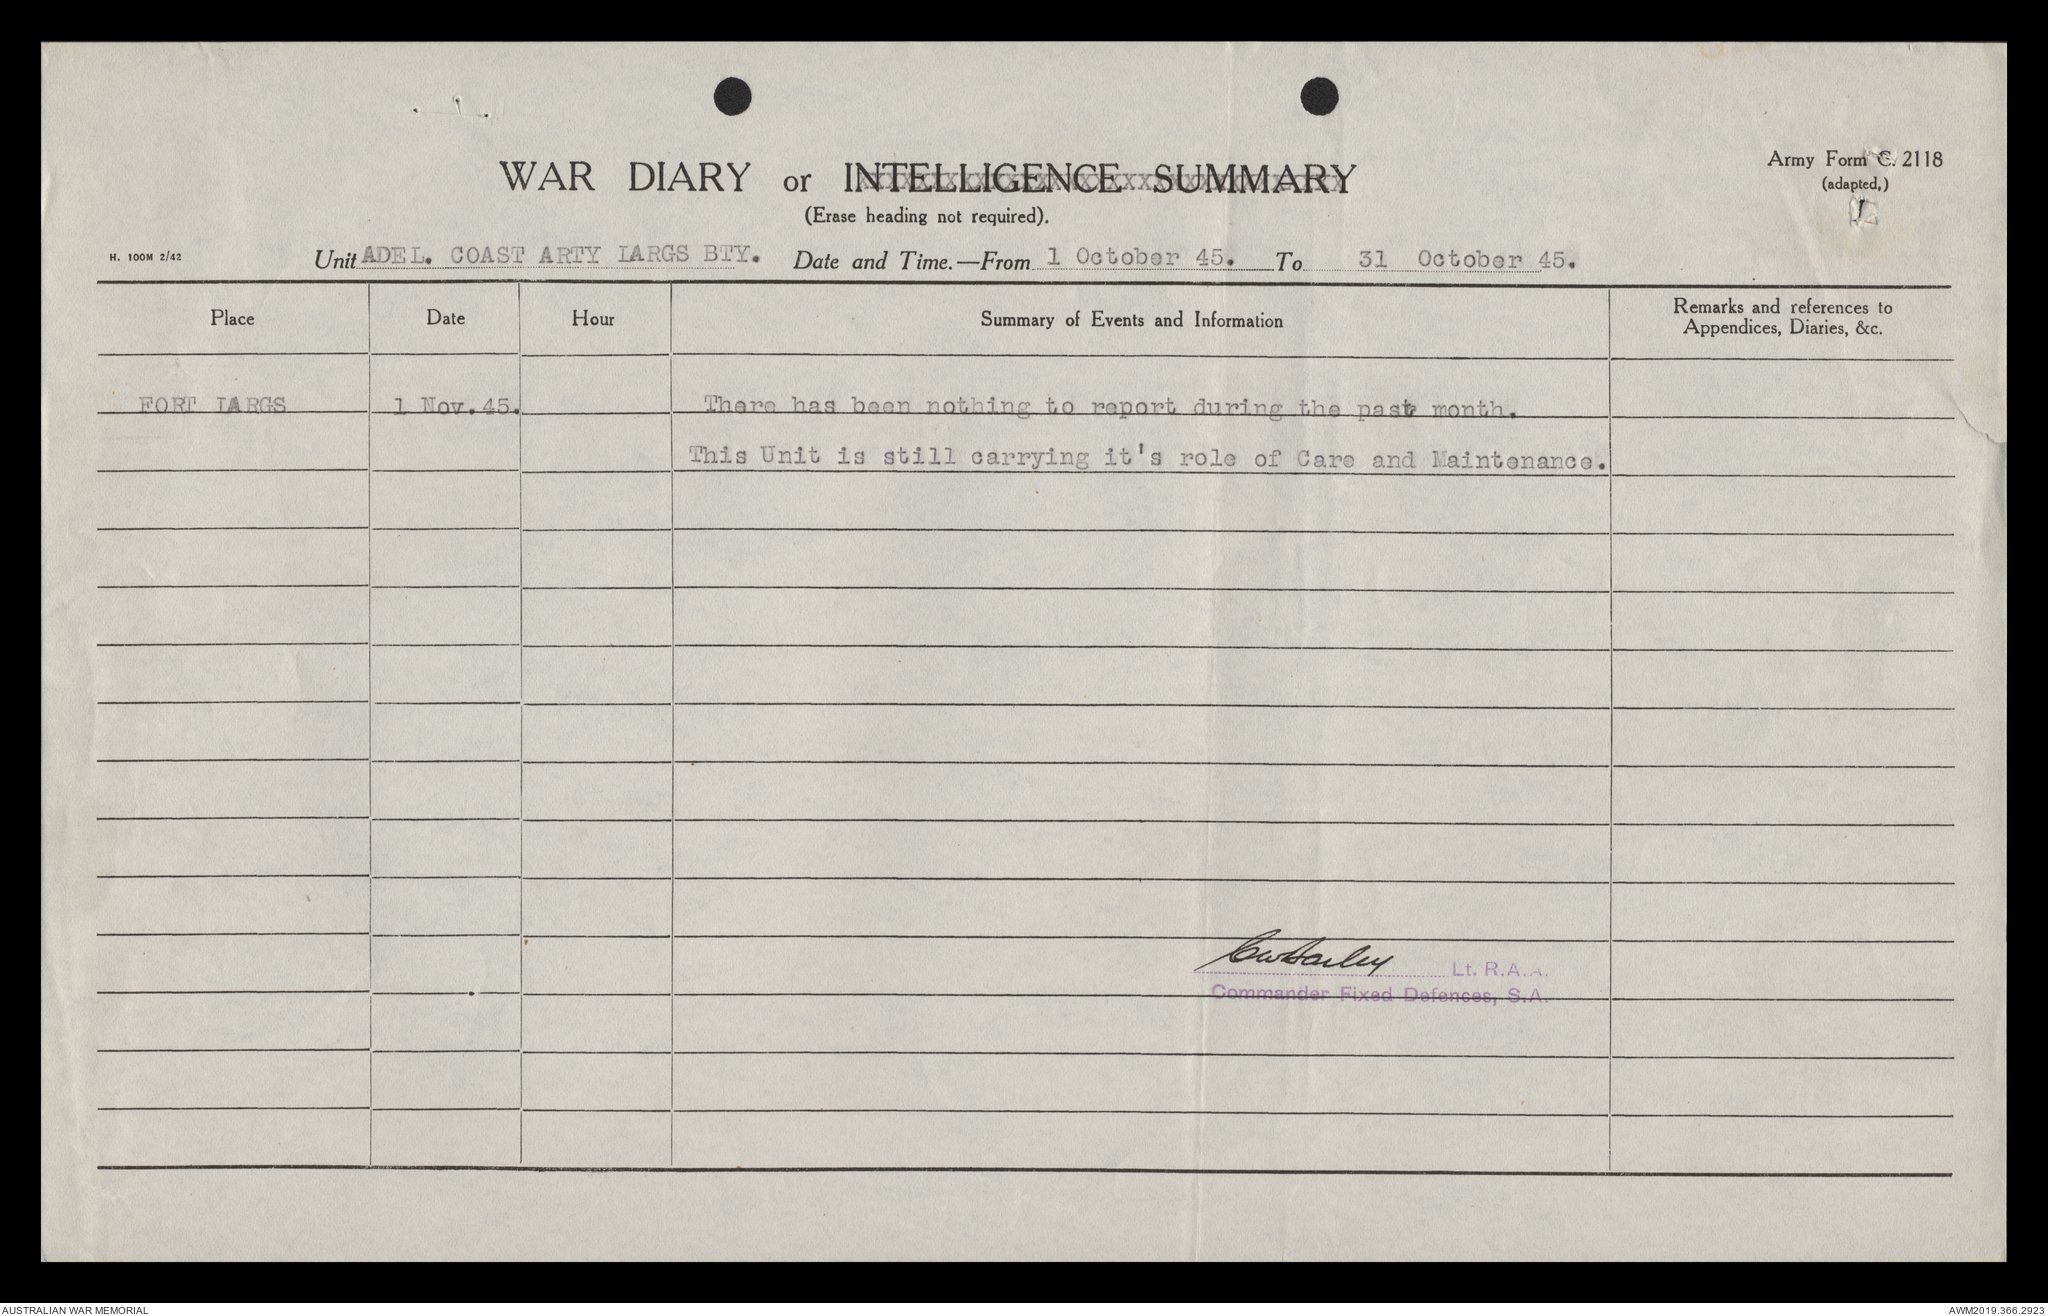 WAR DIARY or INTELLIGENCE SUMMARY
(Erase heading not required).
Army Form C. 2118
(adapted,)
H. 100M 2/42
Unit ADEL. COAST ARTY LARGS BTY. Date and Time.—From 1 October 45. To 31 October 45.
Place Date Hour Summary of Events and Information Remarks and references to
Appendices, Diaries, &c.
FORT LARGS 1 Nov.45. There has been nothing to report during the past month.
This Unit is still carrying it's role of Care and Maintenance.
Lt. R.A.A.
Commander Fixed Defences, S.A.
AUSTRALIAN WAR MEMORIAL AWM2019.366.2923